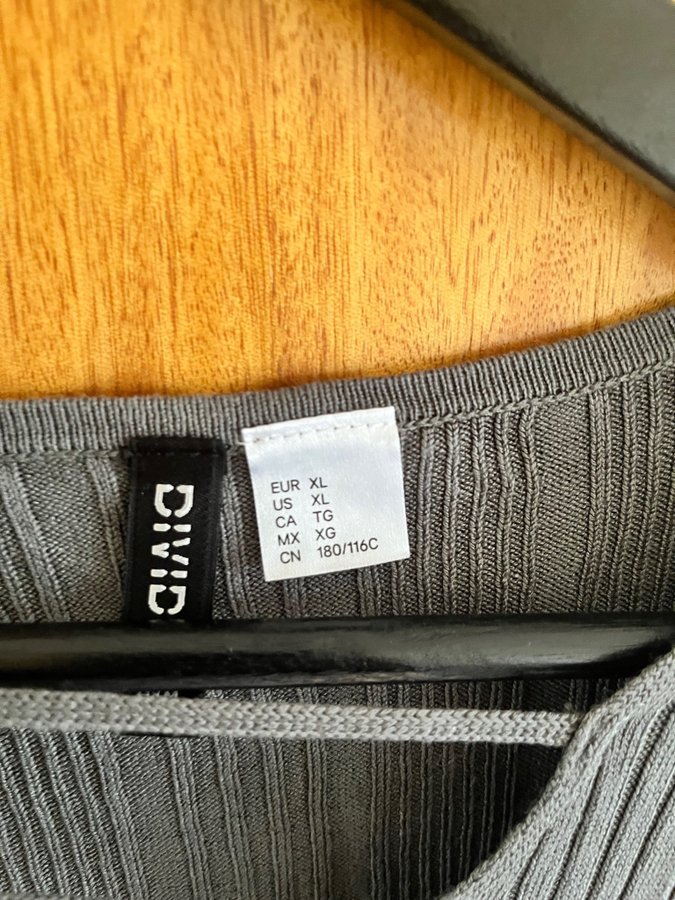 DIVID
EUR XL
US XL
CA TG
MX XG
CN 180/116C